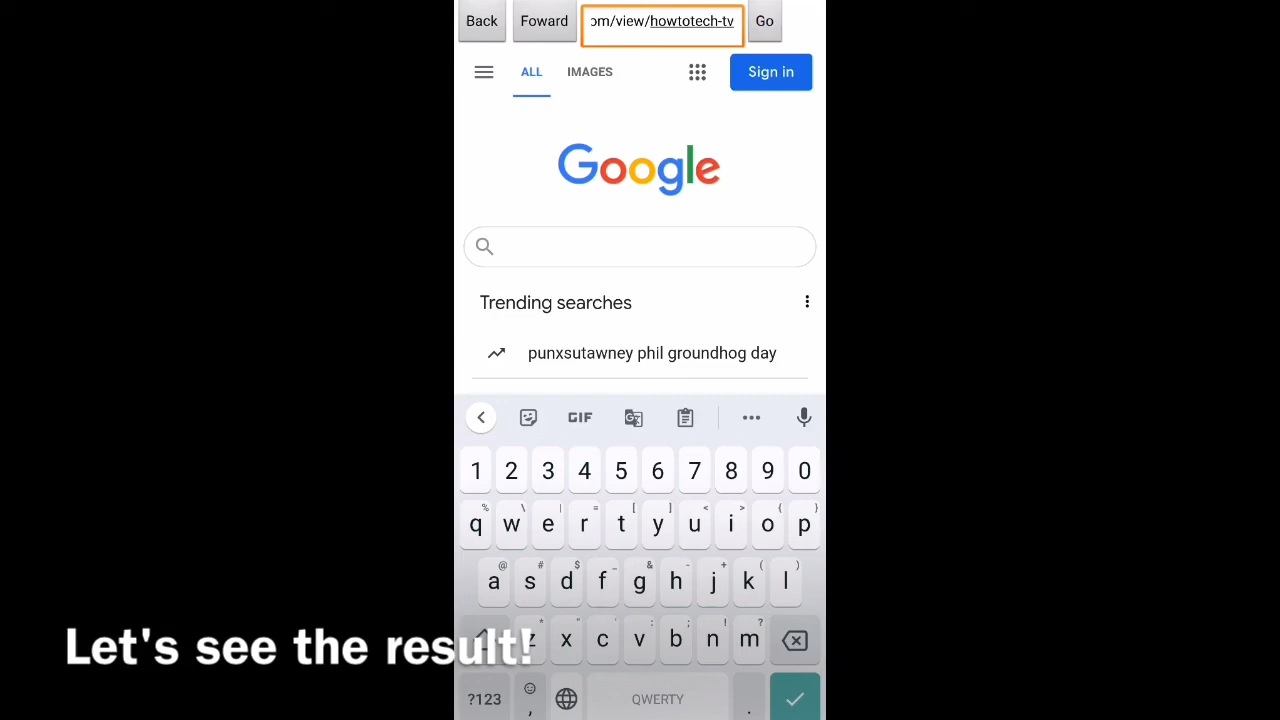 Back Foward om/view/howtotech-tv Go
ALL IMAGES Sign in
Google
Trending searches
punxsutawney phil groundhog day
GIF
1 2 3 4 5 6 7 8 9 0
% \ | = [ ] < > { }
q w e r t y u i o p
@ # $ _ & - + ( )
a s d f g h j k l
* " ' : ; ! ?
z x c v b n m
Let's see the result!
?123 , QWERTY .